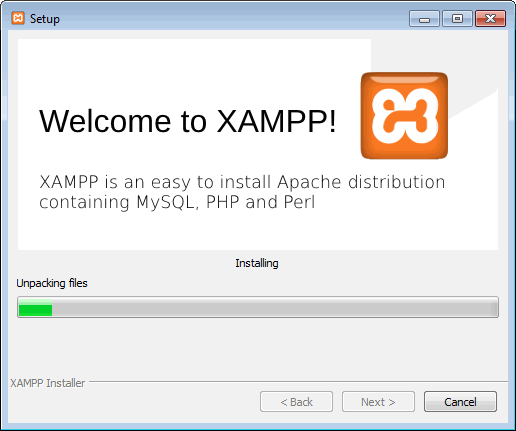 Setup
Welcome to XAMPP!
XAMPP is an easy to install Apache distribution
containing MySQL, PHP and Perl
Installing
Unpacking files
XAMPP Installer
< Back
Next >
Cancel